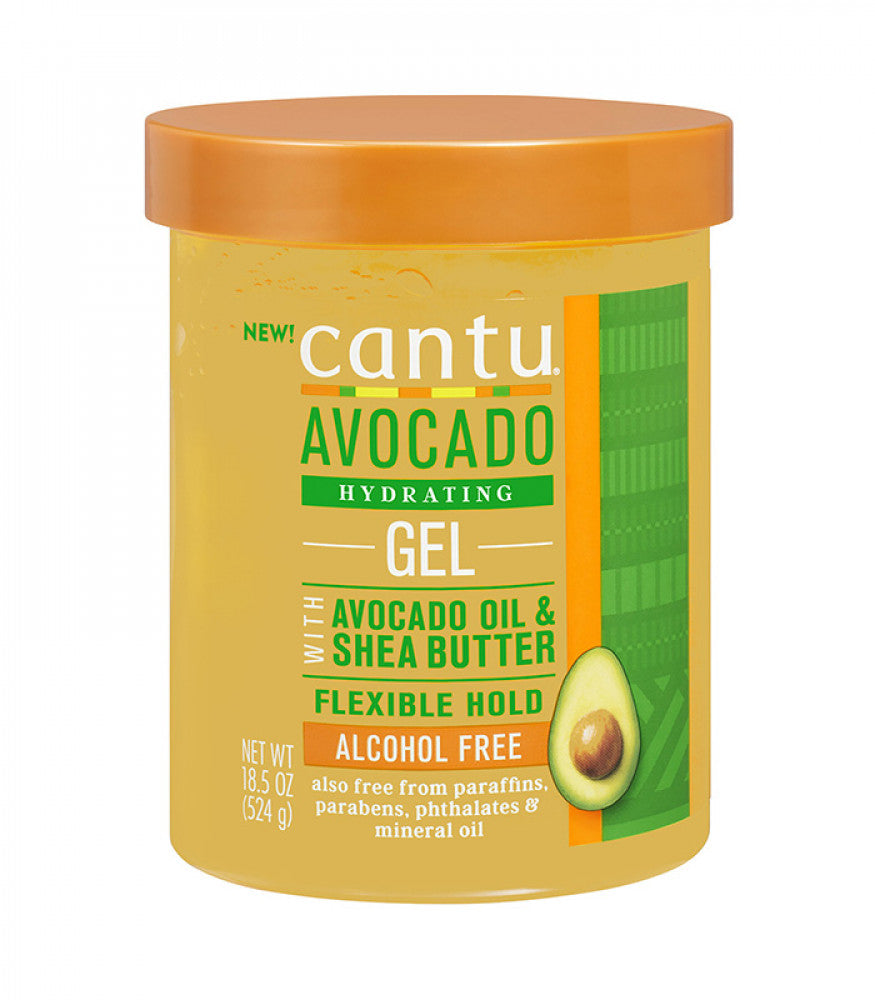 NEW! cantu®
AVOCADO
HYDRATING
GEL
WITH
AVOCADO OIL &
SHEA BUTTER
FLEXIBLE HOLD
ALCOHOL FREE
also free from paraffins,
parabens, phthalates &
mineral oil
NET WT
18.5 OZ
(524 g)